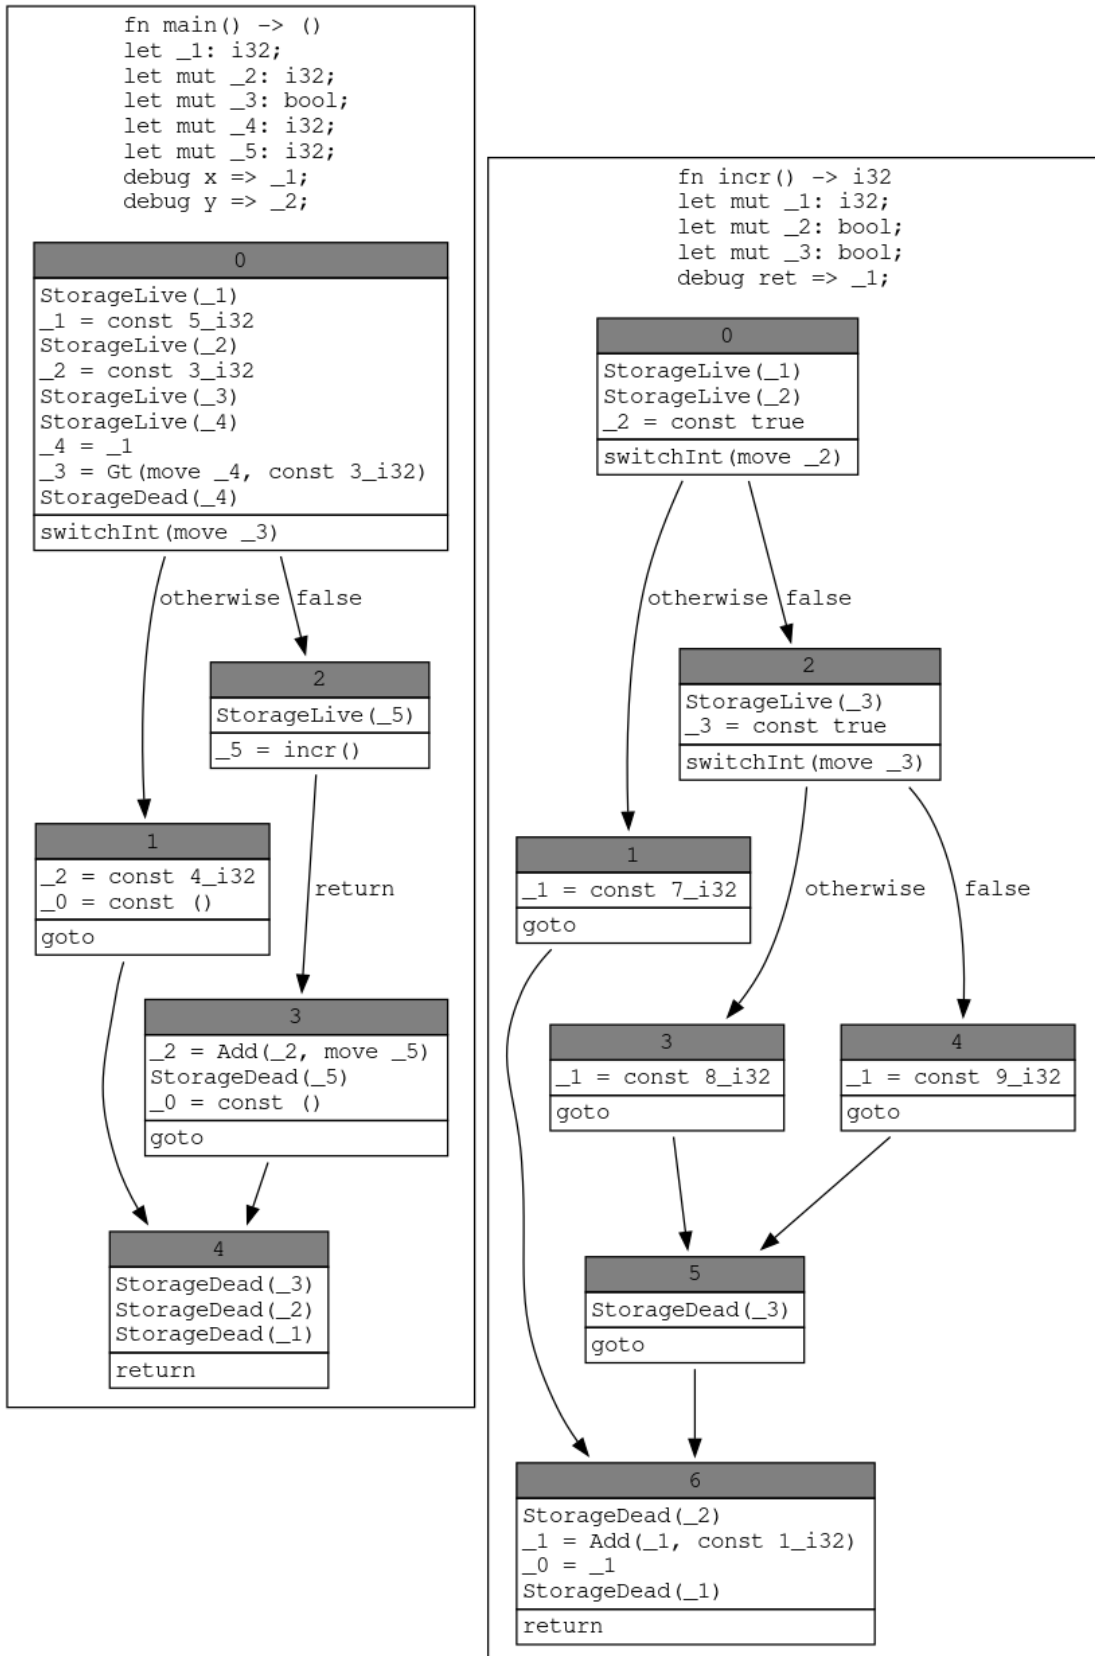 fn main() -> ()
let _1: i32;
let mut _2: i32;
let mut _3: bool;
let mut _4: i32;
let mut _5: i32;
debug x => _1;
debug y => _2;
0
StorageLive(_1)
_1 = const 5_i32
StorageLive(_2)
_2 = const 3_i32
StorageLive(_3)
StorageLive(_4)
_4 = _1
_3 = Gt(move _4, const 3_i32)
StorageDead(_4)
switchInt(move _3)
otherwise
false
2
StorageLive(_5)
_5 = incr()
1
_2 = const 4_i32
_0 = const ()
goto
return
3
_2 = Add(_2, move _5)
StorageDead(_5)
_0 = const ()
goto
4
StorageDead(_3)
StorageDead(_2)
StorageDead(_1)
return
fn incr() -> i32
let mut _1: i32;
let mut _2: bool;
let mut _3: bool;
debug ret => _1;
0
StorageLive(_1)
StorageLive(_2)
_2 = const true
switchInt(move _2)
otherwise
false
2
StorageLive(_3)
_3 = const true
switchInt(move _3)
1
_1 = const 7_i32
goto
otherwise
false
3
_1 = const 8_i32
goto
4
_1 = const 9_i32
goto
5
StorageDead(_3)
goto
6
StorageDead(_2)
_1 = Add(_1, const 1_i32)
_0 = _1
StorageDead(_1)
return